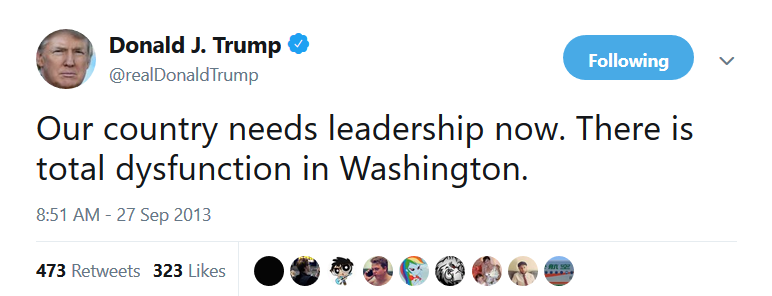 Donald J. Trump
@realDonaldTrump
Following
Our country needs leadership now. There is
total dysfunction in Washington.
8:51 AM - 27 Sep 2013
473 Retweets 323 Likes